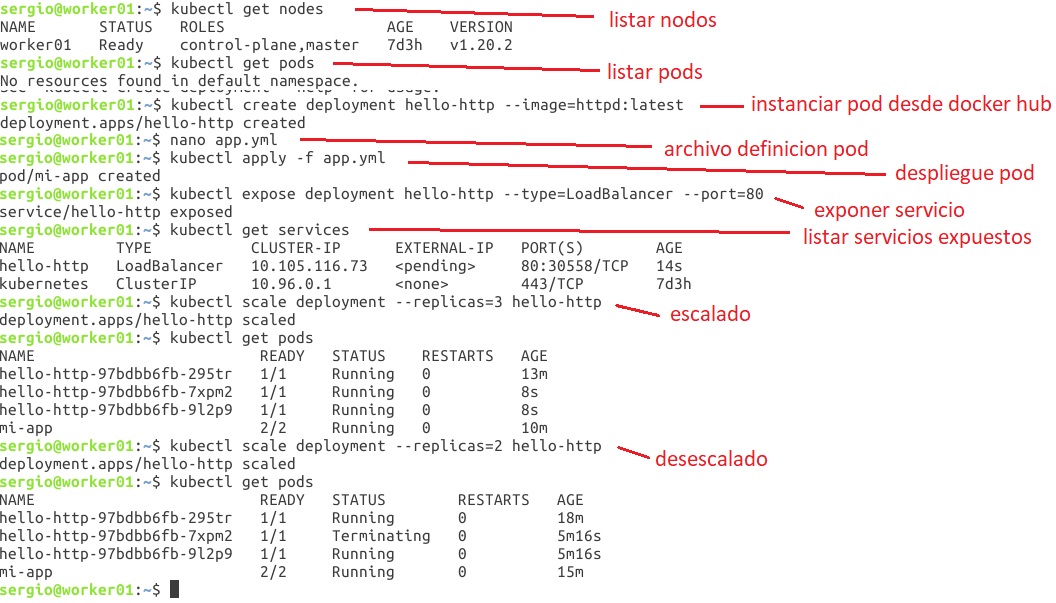 sergio@worker01:~$ kubectl get nodes listar nodos
NAME STATUS ROLES AGE VERSION
worker01 Ready control-plane,master 7d3h v1.20.2
sergio@worker01:~$ kubectl get pods listar pods
No resources found in default namespace.
sergio@worker01:~$ kubectl create deployment hello-http --image=httpd:latest instanciar pod desde docker hub
deployment.apps/hello-http created
sergio@worker01:~$ nano app.yml archivo definicion pod
sergio@worker01:~$ kubectl apply -f app.yml despliegue pod
pod/mi-app created
sergio@worker01:~$ kubectl expose deployment hello-http --type=LoadBalancer --port=80 exponer servicio
service/hello-http exposed
sergio@worker01:~$ kubectl get services listar servicios expuestos
NAME TYPE CLUSTER-IP EXTERNAL-IP PORT(S) AGE
hello-http LoadBalancer 10.105.116.73 <pending> 80:30558/TCP 14s
kubernetes ClusterIP 10.96.0.1 <none> 443/TCP 7d3h
sergio@worker01:~$ kubectl scale deployment --replicas=3 hello-http escalado
deployment.apps/hello-http scaled
sergio@worker01:~$ kubectl get pods
NAME READY STATUS RESTARTS AGE
hello-http-97bdbb6fb-295tr 1/1 Running 0 13m
hello-http-97bdbb6fb-7xpm2 1/1 Running 0 8s
hello-http-97bdbb6fb-9l2p9 1/1 Running 0 8s
mi-app 2/2 Running 0 10m
sergio@worker01:~$ kubectl scale deployment --replicas=2 hello-http desescalado
deployment.apps/hello-http scaled
sergio@worker01:~$ kubectl get pods
NAME READY STATUS RESTARTS AGE
hello-http-97bdbb6fb-295tr 1/1 Running 0 18m
hello-http-97bdbb6fb-7xpm2 1/1 Terminating 0 5m16s
hello-http-97bdbb6fb-9l2p9 1/1 Running 0 5m16s
mi-app 2/2 Running 0 15m
sergio@worker01:~$